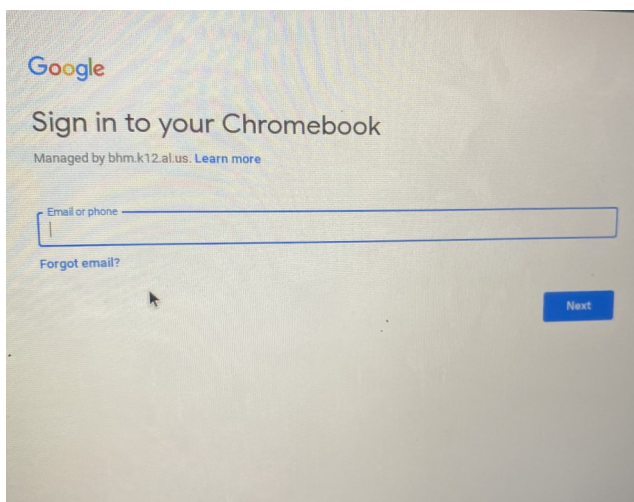 Google
Sign in to your Chromebook
Managed by bhm.k12.al.us. Learn more
Email or phone
Forgot email?
Next